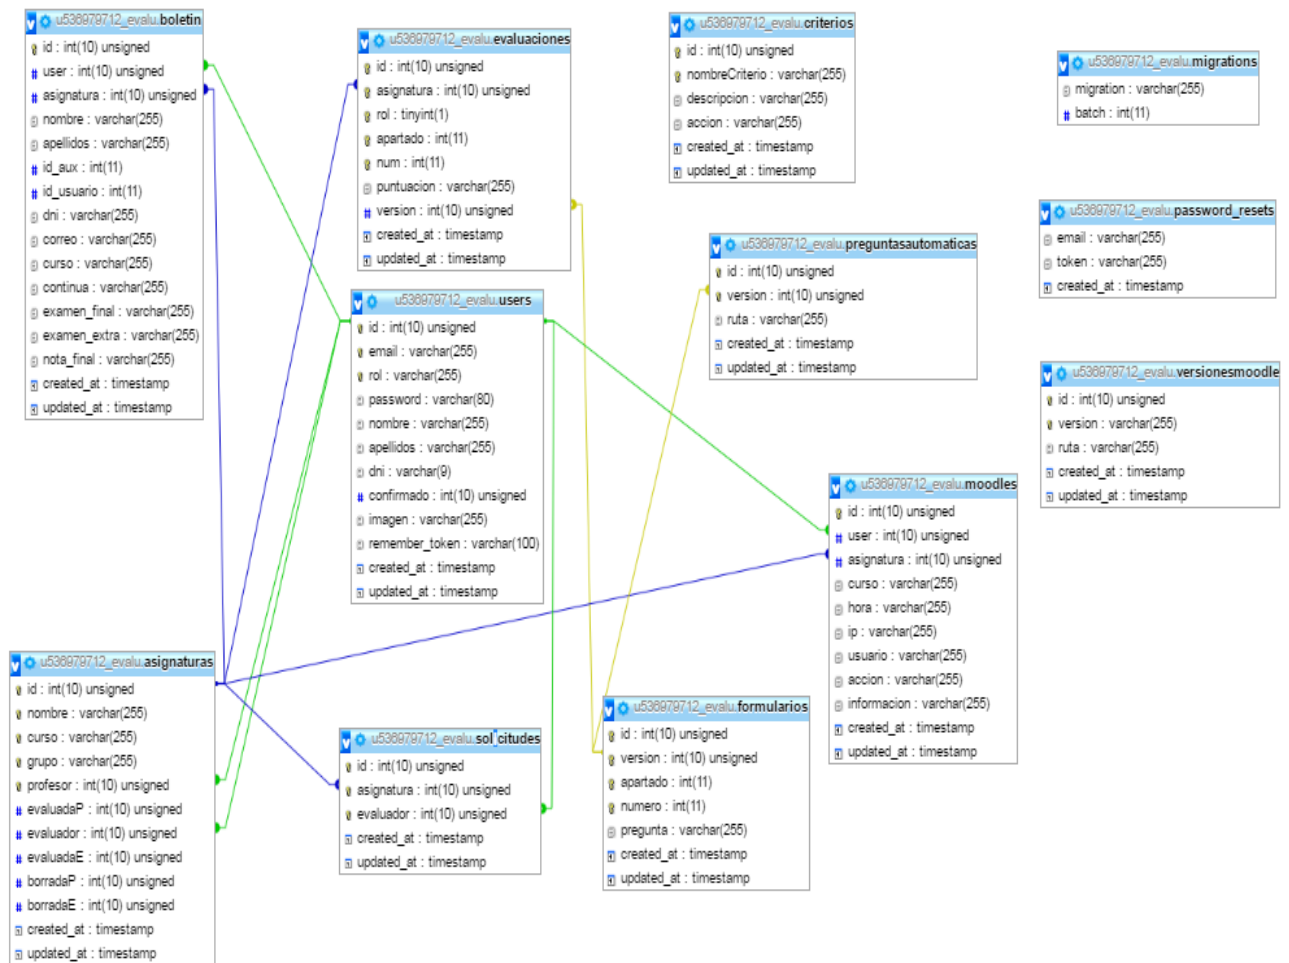 u536979712_evalu.boletin
id : int(10) unsigned
user : int(10) unsigned
asignatura : int(10) unsigned
nombre : varchar(255)
apellidos : varchar(255)
id_aux : int(11)
id_usuario : int(11)
dni : varchar(255)
correo : varchar(255)
curso : varchar(255)
continua : varchar(255)
examen_final : varchar(255)
examen_extra : varchar(255)
nota_final : varchar(255)
created_at : timestamp
updated_at : timestamp
u536979712_evalu.evaluaciones
id : int(10) unsigned
asignatura : int(10) unsigned
rol : tinyint(1)
apartado : int(11)
num : int(11)
puntuacion : varchar(255)
version : int(10) unsigned
created_at : timestamp
updated_at : timestamp
u536979712_evalu.criterios
id : int(10) unsigned
nombreCriterio : varchar(255)
descripcion : varchar(255)
accion : varchar(255)
created_at : timestamp
updated_at : timestamp
u536979712_evalu.migrations
migration : varchar(255)
batch : int(11)
u536979712_evalu.password_resets
email : varchar(255)
token : varchar(255)
created_at : timestamp
u536979712_evalu.preguntasautomaticas
id : int(10) unsigned
version : int(10) unsigned
ruta : varchar(255)
created_at : timestamp
updated_at : timestamp
u536979712_evalu.users
id : int(10) unsigned
email : varchar(255)
rol : varchar(255)
password : varchar(80)
nombre : varchar(255)
apellidos : varchar(255)
dni : varchar(9)
confirmado : int(10) unsigned
imagen : varchar(255)
remember_token : varchar(100)
created_at : timestamp
updated_at : timestamp
u536979712_evalu.versionesmoodle
id : int(10) unsigned
version : varchar(255)
ruta : varchar(255)
created_at : timestamp
updated_at : timestamp
u536979712_evalu.moodles
id : int(10) unsigned
user : int(10) unsigned
asignatura : int(10) unsigned
curso : varchar(255)
hora : varchar(255)
ip : varchar(255)
usuario : varchar(255)
accion : varchar(255)
informacion : varchar(255)
created_at : timestamp
updated_at : timestamp
u536979712_evalu.asignaturas
id : int(10) unsigned
nombre : varchar(255)
curso : varchar(255)
grupo : varchar(255)
profesor : int(10) unsigned
evaluadaP : int(10) unsigned
evaluador : int(10) unsigned
evaluadaE : int(10) unsigned
borradaP : int(10) unsigned
borradaE : int(10) unsigned
created_at : timestamp
updated_at : timestamp
u536979712_evalu.solicitudes
id : int(10) unsigned
asignatura : int(10) unsigned
evaluador : int(10) unsigned
created_at : timestamp
updated_at : timestamp
u536979712_evalu.formularios
id : int(10) unsigned
version : int(10) unsigned
apartado : int(11)
numero : int(11)
pregunta : varchar(255)
created_at : timestamp
updated_at : timestamp